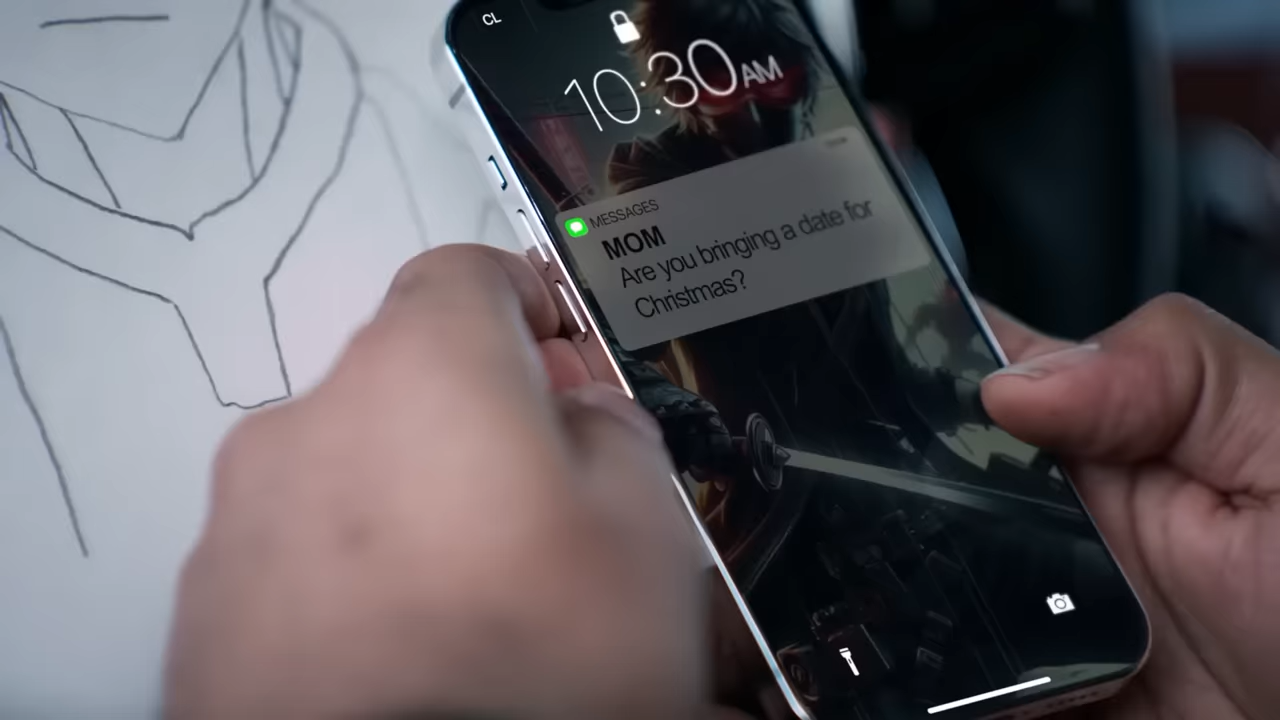 CL
10:30AM
MESSAGES
MOM
Are you bringing a date for
Christmas?